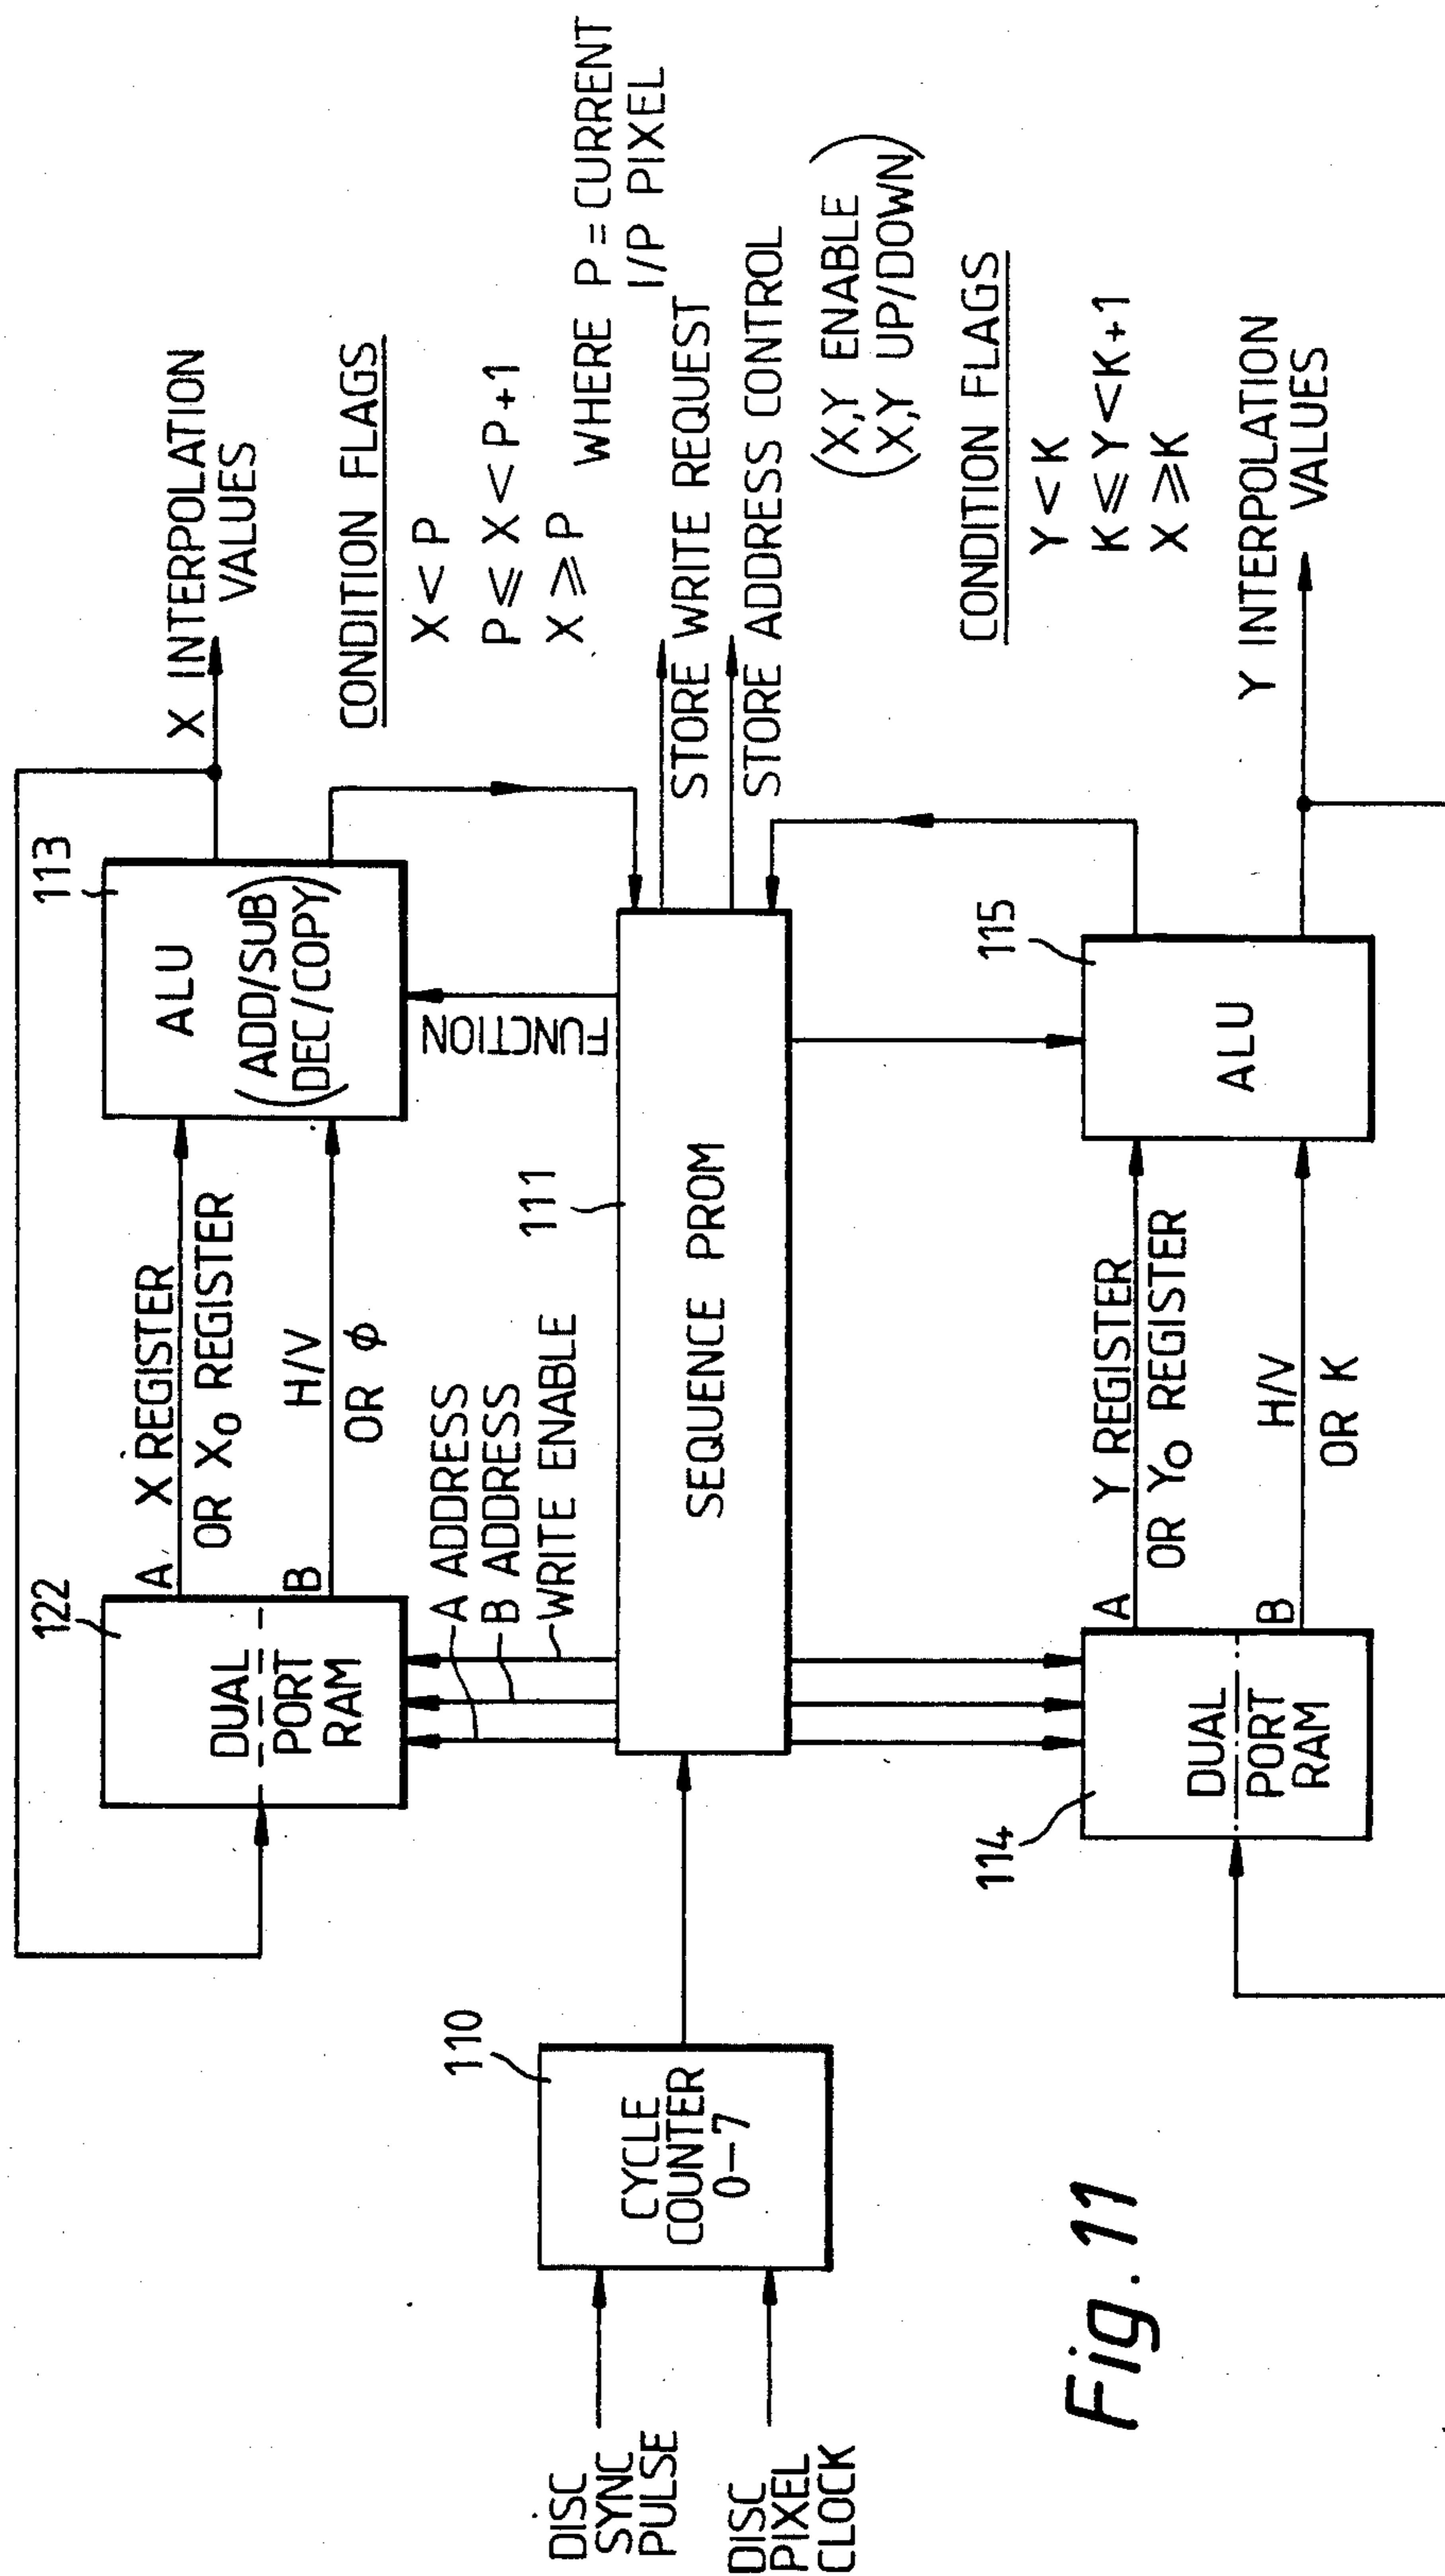 DISC
SYNC
PULSE
DISC
PIXEL
CLOCK
110
CYCLE
COUNTER
0-7
122
DUAL
PORT
RAM
A
X REGISTER
OR X₀ REGISTER
B
H/V
OR ϕ
A ADDRESS
B ADDRESS
WRITE ENABLE
113
ALU
(ADD/SUB
DEC/COPY)
FUNCTION
X INTERPOLATION
VALUES
CONDITION FLAGS
X < P
P ⩽ X < P+1
X ⩾ P WHERE P = CURRENT
I/P PIXEL
111
SEQUENCE PROM
STORE WRITE REQUEST
STORE ADDRESS CONTROL
(X,Y ENABLE
X,Y UP/DOWN)
CONDITION FLAGS
Y < K
K ⩽ Y < K+1
X ⩾ K
114
DUAL
PORT
RAM
A
Y REGISTER
OR Y₀ REGISTER
B
H/V
OR K
115
ALU
Y INTERPOLATION
VALUES
Fig. 11